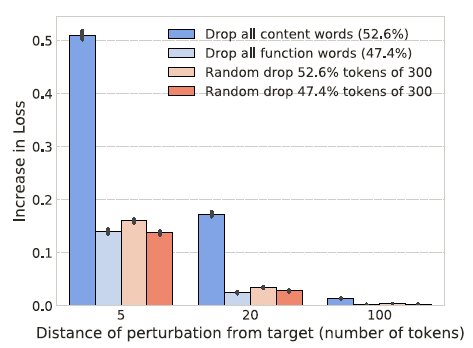 Drop all content words (52.6%)
Drop all function words (47.4%)
Random drop 52.6% tokens of 300
Random drop 47.4% tokens of 300
Increase in Loss
0.5
0.4
0.3
0.2
0.1
0.0
5 20 100
Distance of perturbation from target (number of tokens)